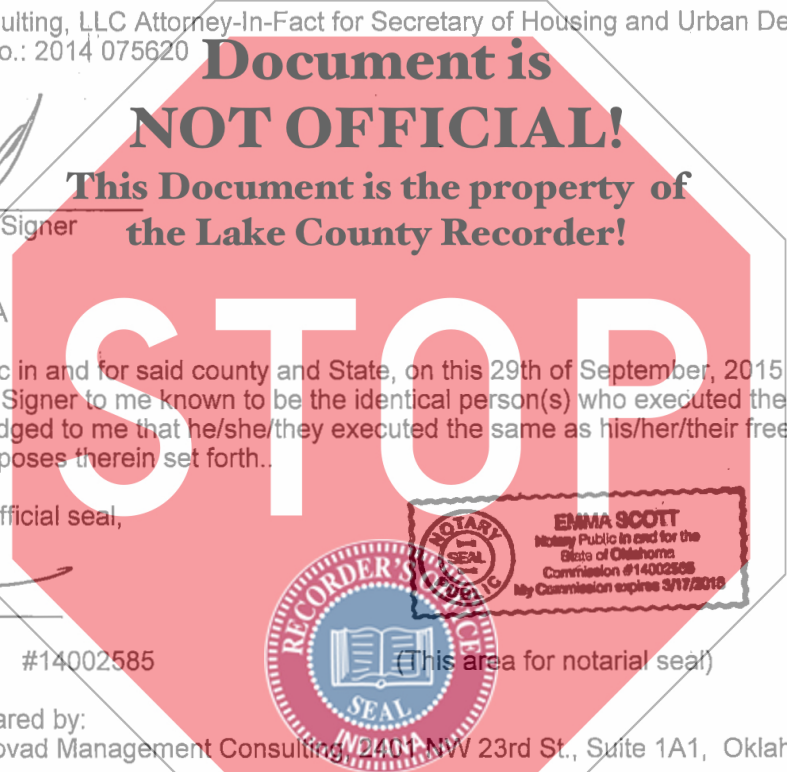 ulting, LLC Attorney-In-Fact for Secretary of Housing and Urban De
o.: 2014 075620
Document is
NOT OFFICIAL!
This Document is the property of
the Lake County Recorder!
Signer
A
STOP
c in and for said county and State, on this 29th of September, 2015
Signer to me known to be the identical person(s) who executed the
dged to me that he/she/they executed the same as his/her/their free
poses therein set forth..
fficial seal,
NOTARY PUBLIC
SEAL
EMMA SCOTT
Notary Public in and for the
State of Oklahoma
Commission #14002585
My Commission expires 3/17/2018
RECORDER'S OFFICE
SEAL
INDIANA
#14002585
(This area for notarial seal)
ared by:
ovad Management Consulting, 2401 NW 23rd St., Suite 1A1, Oklah